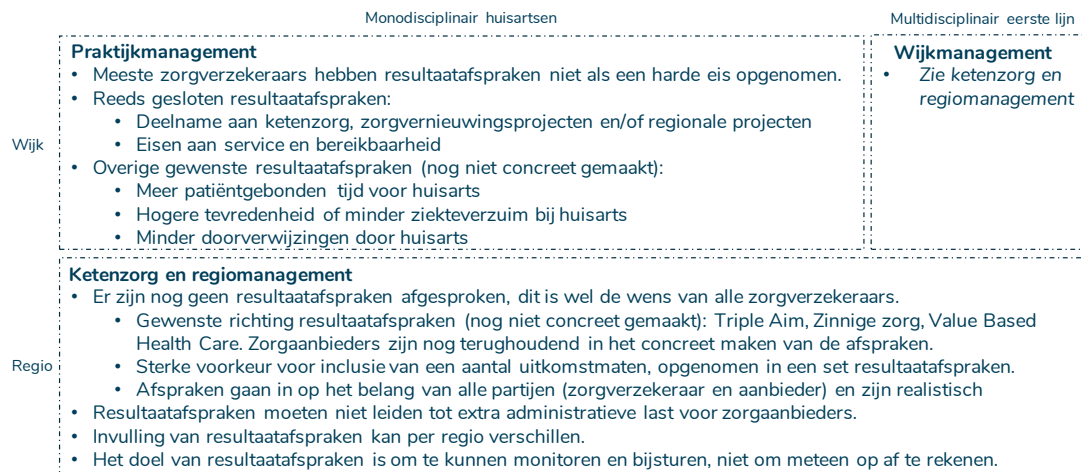 Monodisciplinair huisartsen
Multidisciplinair eerste lijn
Wijk
Praktijkmanagement
• Meeste zorgverzekeraars hebben resultaatafspraken niet als een harde eis opgenomen.
• Reeds gesloten resultaatafspraken:
• Deelname aan ketenzorg, zorgvernieuwingsprojecten en/of regionale projecten
• Eisen aan service en bereikbaarheid
• Overige gewenste resultaatafspraken (nog niet concreet gemaakt):
• Meer patiëntgebonden tijd voor huisarts
• Hogere tevredenheid of minder ziekteverzuim bij huisarts
• Minder doorverwijzingen door huisarts
Wijkmanagement
• Zie ketenzorg en
regiomanagement
Regio
Ketenzorg en regiomanagement
• Er zijn nog geen resultaatafspraken afgesproken, dit is wel de wens van alle zorgverzekeraars.
• Gewenste richting resultaatafspraken (nog niet concreet gemaakt): Triple Aim, Zinnige zorg, Value Based
Health Care. Zorgaanbieders zijn nog terughoudend in het concreet maken van de afspraken.
• Sterke voorkeur voor inclusie van een aantal uitkomstmaten, opgenomen in een set resultaatafspraken.
• Afspraken gaan in op het belang van alle partijen (zorgverzekeraar en aanbieder) en zijn realistisch
• Resultaatafspraken moeten niet leiden tot extra administratieve last voor zorgaanbieders.
• Invulling van resultaatafspraken kan per regio verschillen.
• Het doel van resultaatafspraken is om te kunnen monitoren en bijsturen, niet om meteen op af te rekenen.